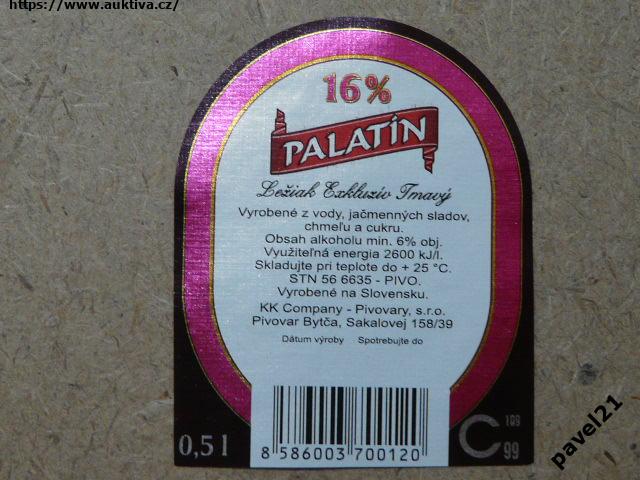 https://www.auktiva.cz/
16%
PALATÍN
Ležiak Exkluzív Tmavý
Vyrobené z vody, jačmenných sladov,
chmeľu a cukru.
Obsah alkoholu min. 6% obj.
Využiteľná energia 2600 kJ/l.
Skladujte pri teplote do + 25 °C.
STN 56 6635 - PIVO.
Vyrobené na Slovensku.
KK Company - Pivovary, s.r.o.
Pivovar Bytča, Sakalovej 158/39
Dátum výroby Spotrebujte do
0,5 l
8 586003 700120
C
199
99
pavel21